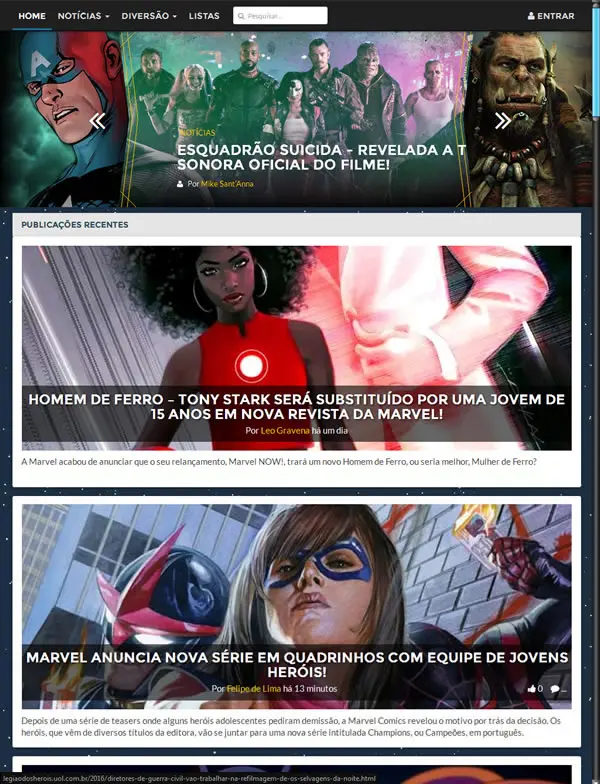 HOME NOTÍCIAS DIVERSÃO LISTAS Pesquisar... ENTRAR
NOTÍCIAS
ESQUADRÃO SUICIDA – REVELADA A T
SONORA OFICIAL DO FILME!
Por Mike Sant'Anna
PUBLICAÇÕES RECENTES
HOMEM DE FERRO – TONY STARK SERÁ SUBSTITUÍDO POR UMA JOVEM DE
15 ANOS EM NOVA REVISTA DA MARVEL!
Por Leo Gravena há um dia
A Marvel acabou de anunciar que o seu relançamento, Marvel NOW!, trará um novo Homem de Ferro, ou seria melhor, Mulher de Ferro?
MARVEL ANUNCIA NOVA SÉRIE EM QUADRINHOS COM EQUIPE DE JOVENS
HERÓIS!
Por Felipe de Lima há 13 minutos
0 ...
Depois de uma série de teasers onde alguns heróis adolescentes pediram demissão, a Marvel Comics revelou o motivo por trás da decisão. Os
heróis, que vêm de diversos títulos da editora, vão se juntar para uma nova série intitulada Champions, ou Campeões, em português.
legiaodosherois.uol.com.br/2016/diretores-de-guerra-civil-vao-trabalhar-na-refilmagem-de-os-selvagens-da-noite.html